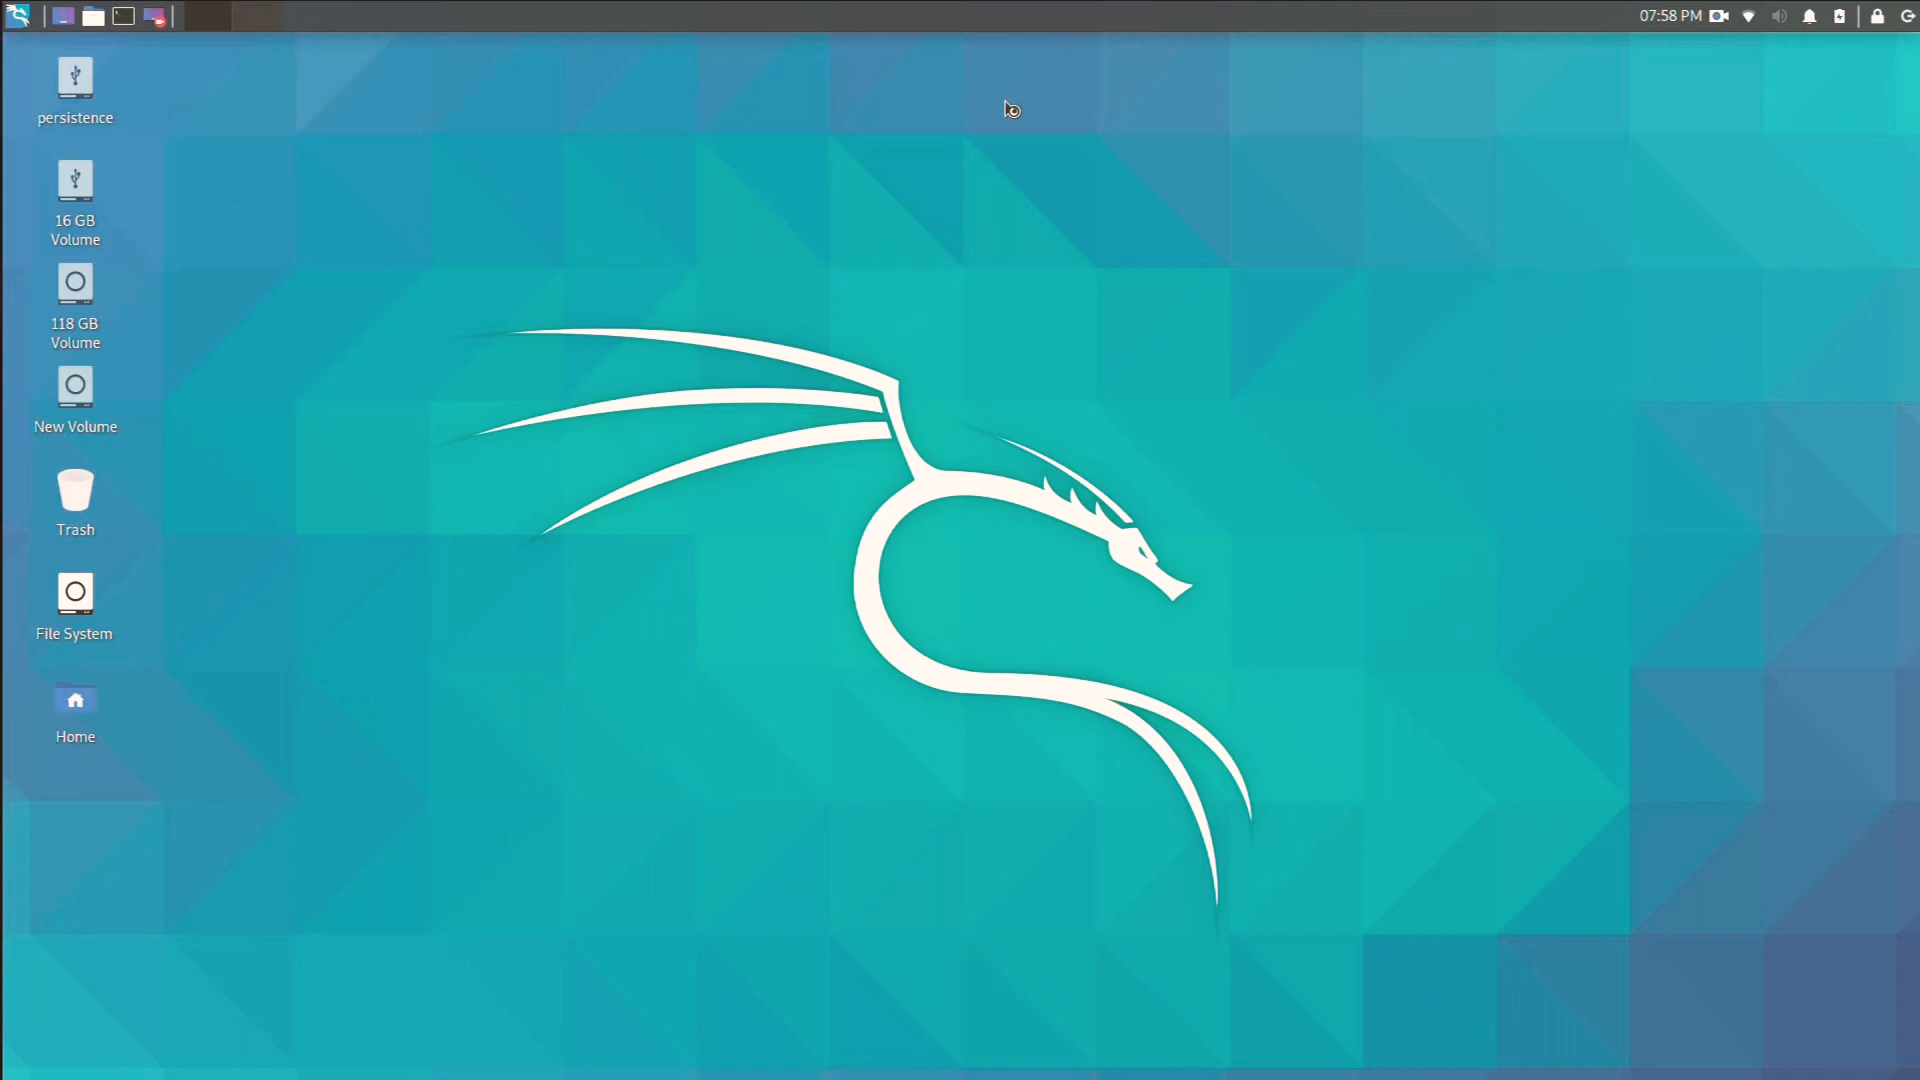 07:58 PM
persistence
16 GB
Volume
118 GB
Volume
New Volume
Trash
File System
Home